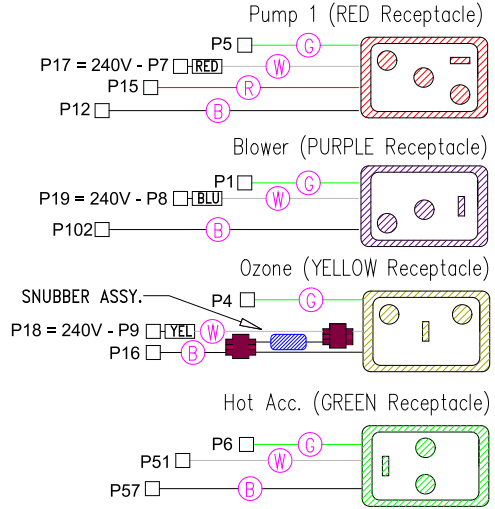 Pump 1 (RED Receptacle)
P5 G
P17 = 240V - P7 RED W
P15 R
P12 B
Blower (PURPLE Receptacle)
P1 G
P19 = 240V - P8 BLU W
P102 B
Ozone (YELLOW Receptacle)
SNUBBER ASSY.
P4 G
P18 = 240V - P9 YEL W
P16 B
Hot Acc. (GREEN Receptacle)
P6 G
P51 W
P57 B